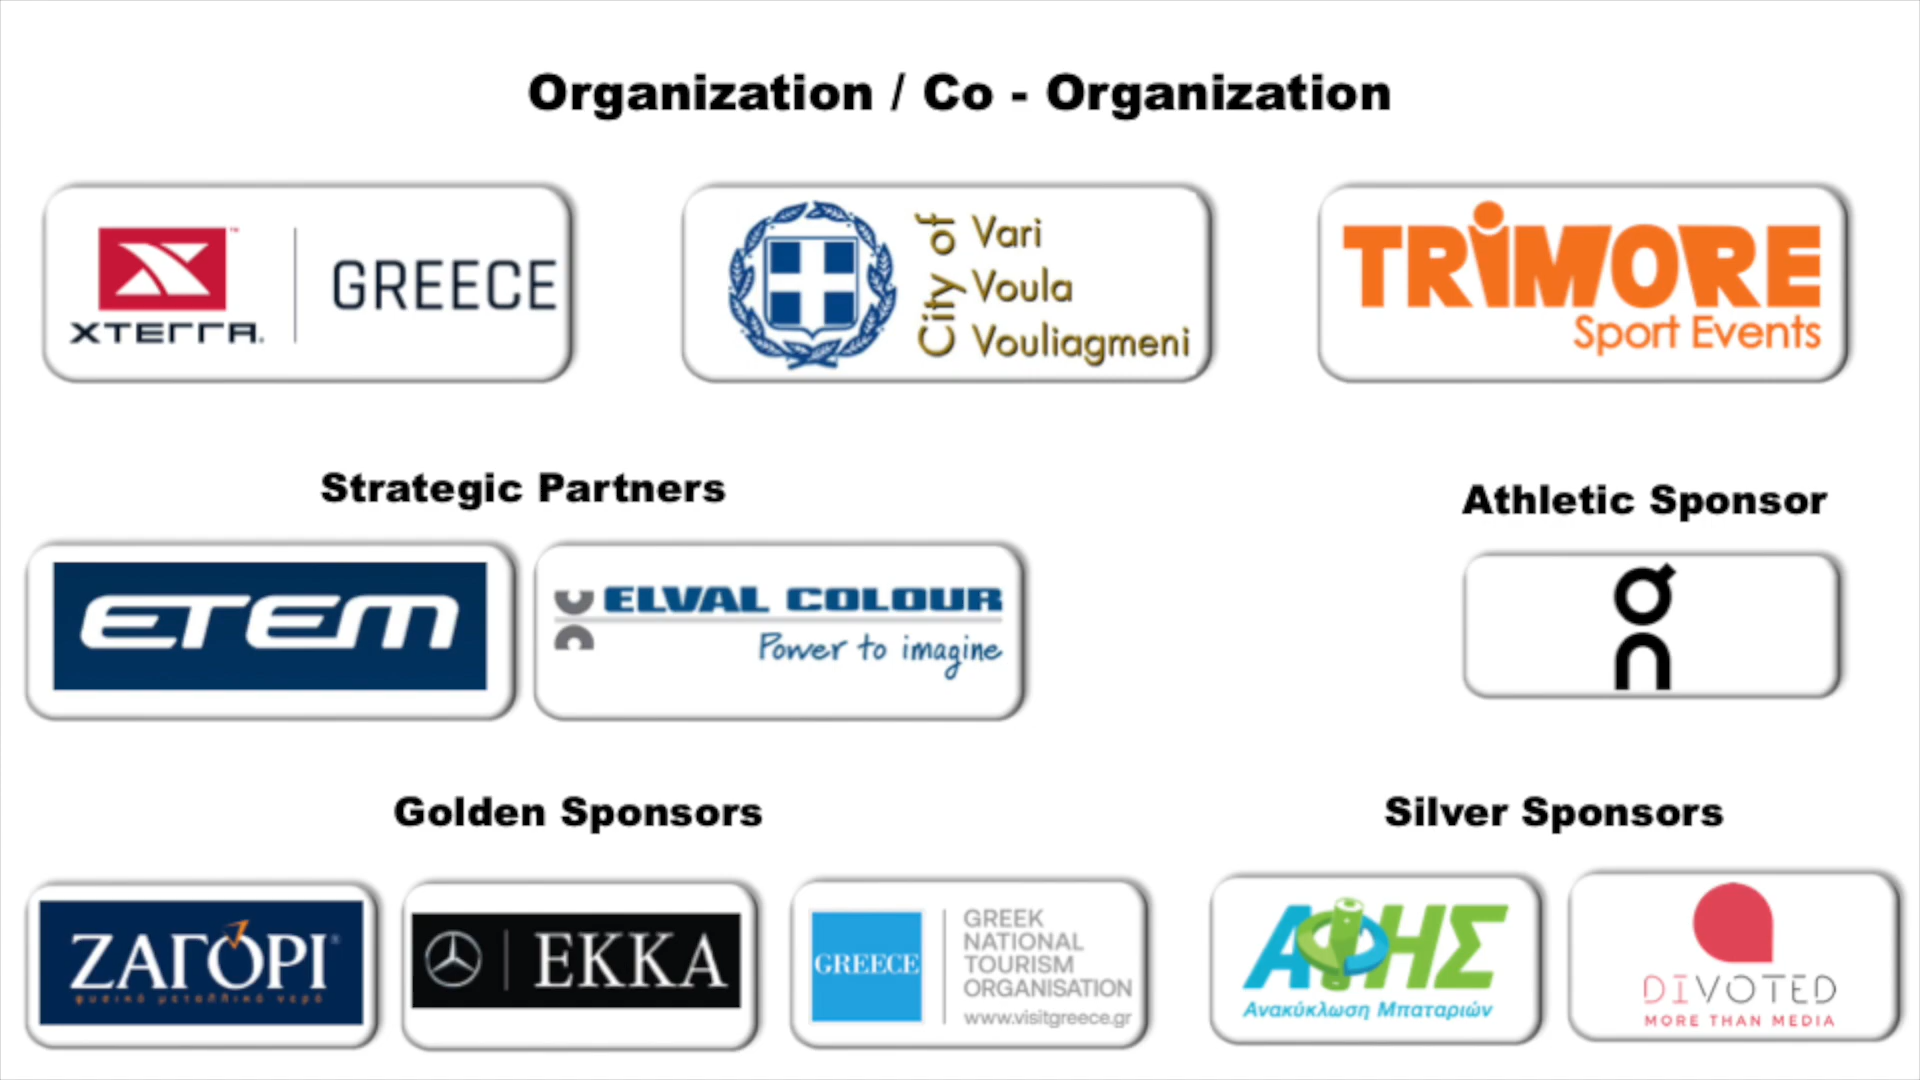 Organization / Co - Organization
XTERRA.
GREECE
City of
Vari
Voula
Vouliagmeni
TRIMORE
Sport Events
Strategic Partners
Athletic Sponsor
ETEM
ELVAL COLOUR
Power to imagine
on
Golden Sponsors
Silver Sponsors
ΖΑΓΟΡΙ®
φυσικό μεταλλικό νερό
ΕΚΚΑ
GREECE
GREEK
NATIONAL
TOURISM
ORGANISATION
www.visitgreece.gr
ΑΦΗΣ
Ανακύκλωση Μπαταριών
DIVOTED
MORE THAN MEDIA